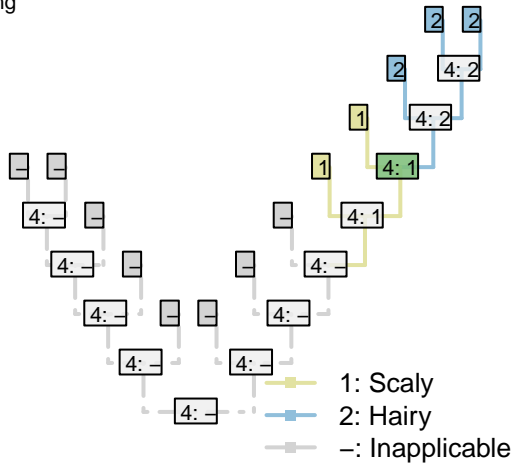 ng
2 2
2 4: 2
1 4: 2
– – 1 4: 1
4: – – – 4: 1
4: – – – 4: –
4: – – – 4: –
4: – 4: –
1: Scaly
4: –
2: Hairy
–: Inapplicable